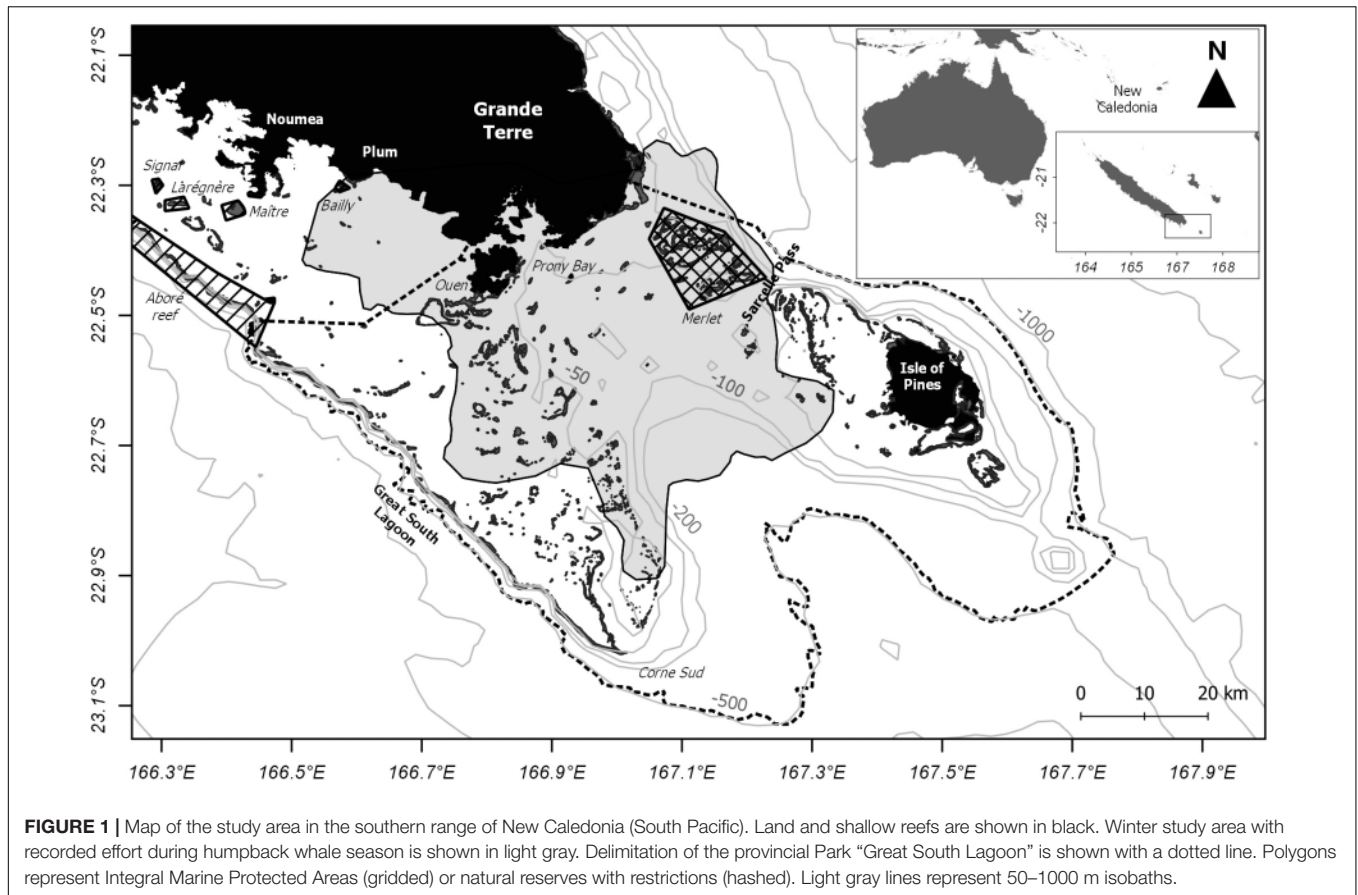 22.1°S
22.3°S
22.5°S
22.7°S
22.9°S
23.1°S
Noumea
Plum
Grande
Terre
Signal
Larégnère
Maître
Bailly
Aboré
reef
Ouen
Prony Bay
Merlet
Sarcelle Pass
Isle of
Pines
Great South
Lagoon
Corne Sud
-50
-100
-200
-500
-1000
N
New
Caledonia
-21
-22
164
165
166
167
168
0
10
20 km
166.3°E
166.5°E
166.7°E
166.9°E
167.1°E
167.3°E
167.5°E
167.7°E
167.9°E
FIGURE 1 | Map of the study area in the southern range of New Caledonia (South Pacific). Land and shallow reefs are shown in black. Winter study area with
recorded effort during humpback whale season is shown in light gray. Delimitation of the provincial Park “Great South Lagoon” is shown with a dotted line. Polygons
represent Integral Marine Protected Areas (gridded) or natural reserves with restrictions (hashed). Light gray lines represent 50–1000 m isobaths.